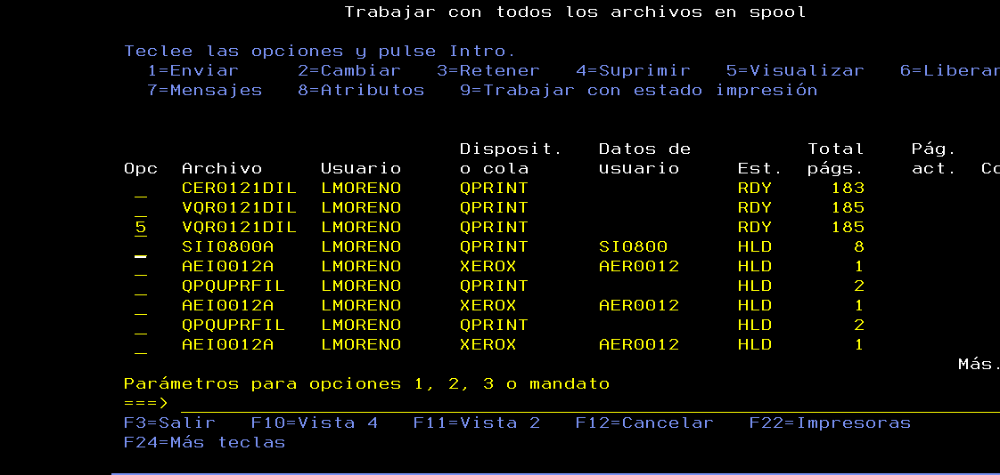 Trabajar con todos los archivos en spool
Teclee las opciones y pulse Intro.
1=Enviar 2=Cambiar 3=Retener 4=Suprimir 5=Visualizar 6=Liberar
7=Mensajes 8=Atributos 9=Trabajar con estado impresión
Disposit. Datos de Total Pág.
Opc Archivo Usuario o cola usuario Est. págs. act. Co
_ CER0121DIL LMORENO QPRINT RDY 183
_ VQR0121DIL LMORENO QPRINT RDY 185
5 VQR0121DIL LMORENO QPRINT RDY 185
_ SII0800A LMORENO QPRINT SI0800 HLD 8
_ AEI0012A LMORENO XEROX AER0012 HLD 1
_ QPQUPRFIL LMORENO QPRINT HLD 2
_ AEI0012A LMORENO XEROX AER0012 HLD 1
_ QPQUPRFIL LMORENO QPRINT HLD 2
_ AEI0012A LMORENO XEROX AER0012 HLD 1
Más.
Parámetros para opciones 1, 2, 3 o mandato
===>
F3=Salir F10=Vista 4 F11=Vista 2 F12=Cancelar F22=Impresoras
F24=Más teclas